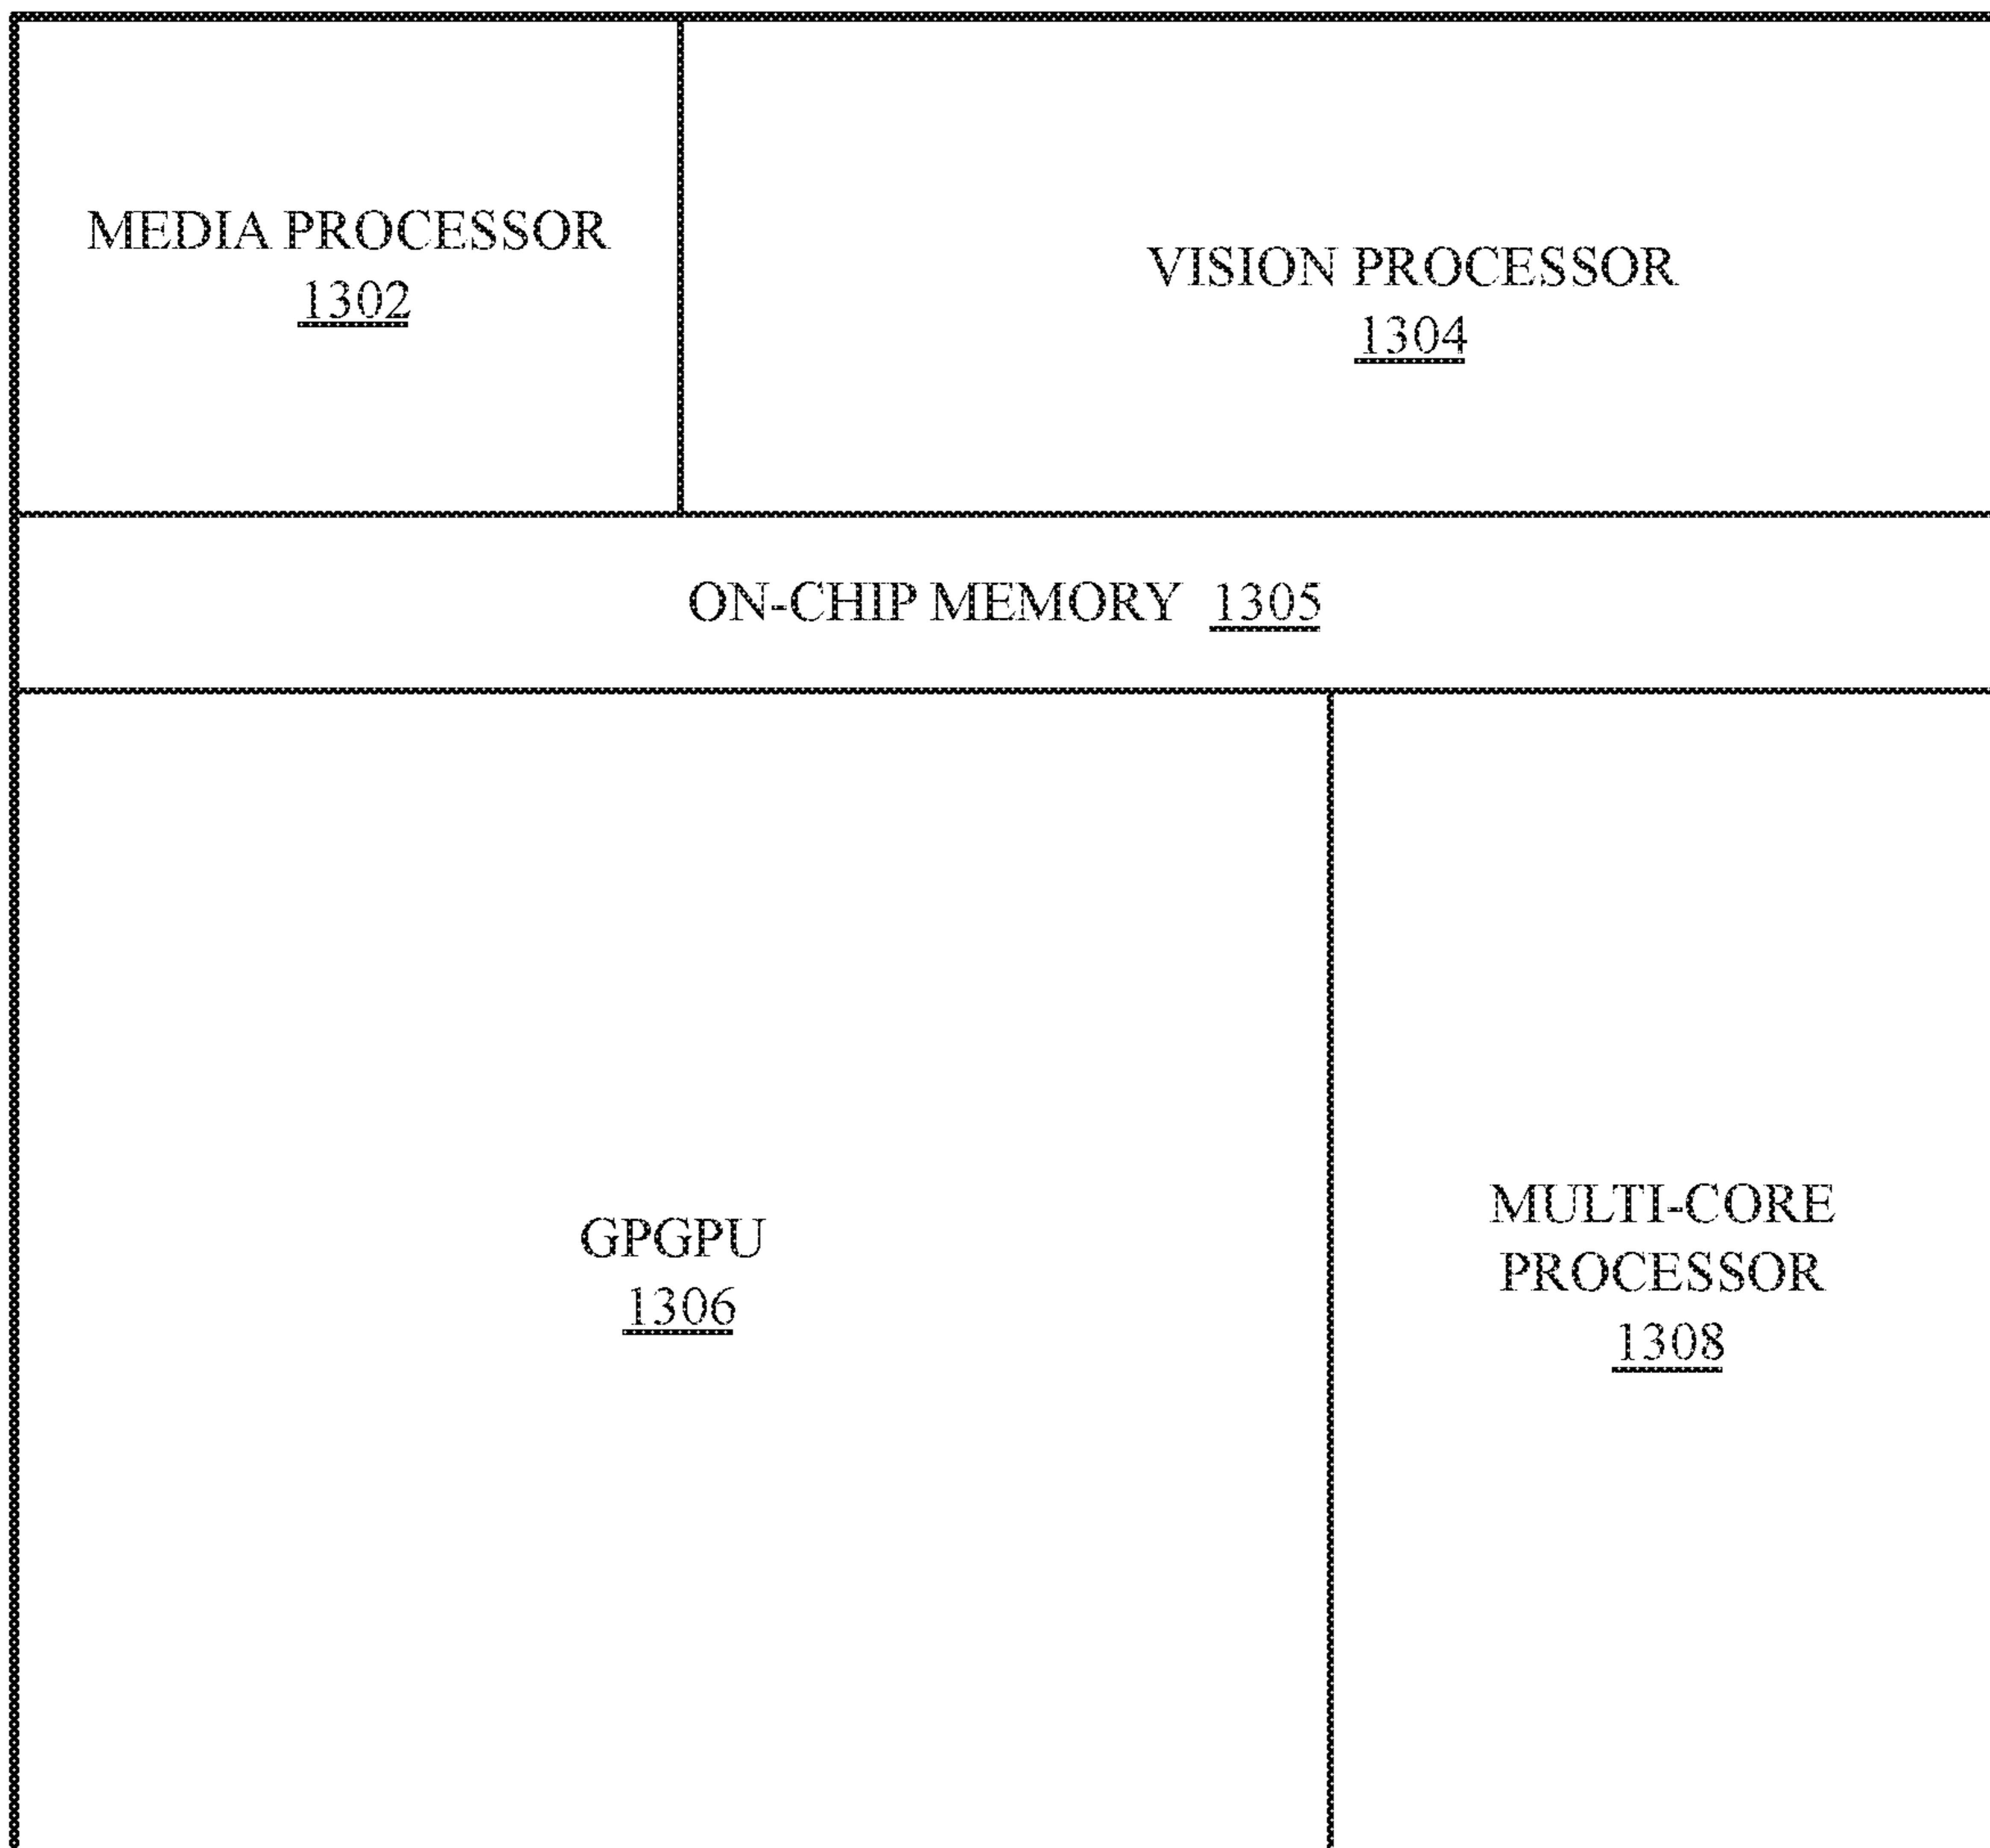 MEDIA PROCESSOR
1302
VISION PROCESSOR
1304
ON-CHIP MEMORY 1305
GPGPU
1306
MULTI-CORE
PROCESSOR
1308